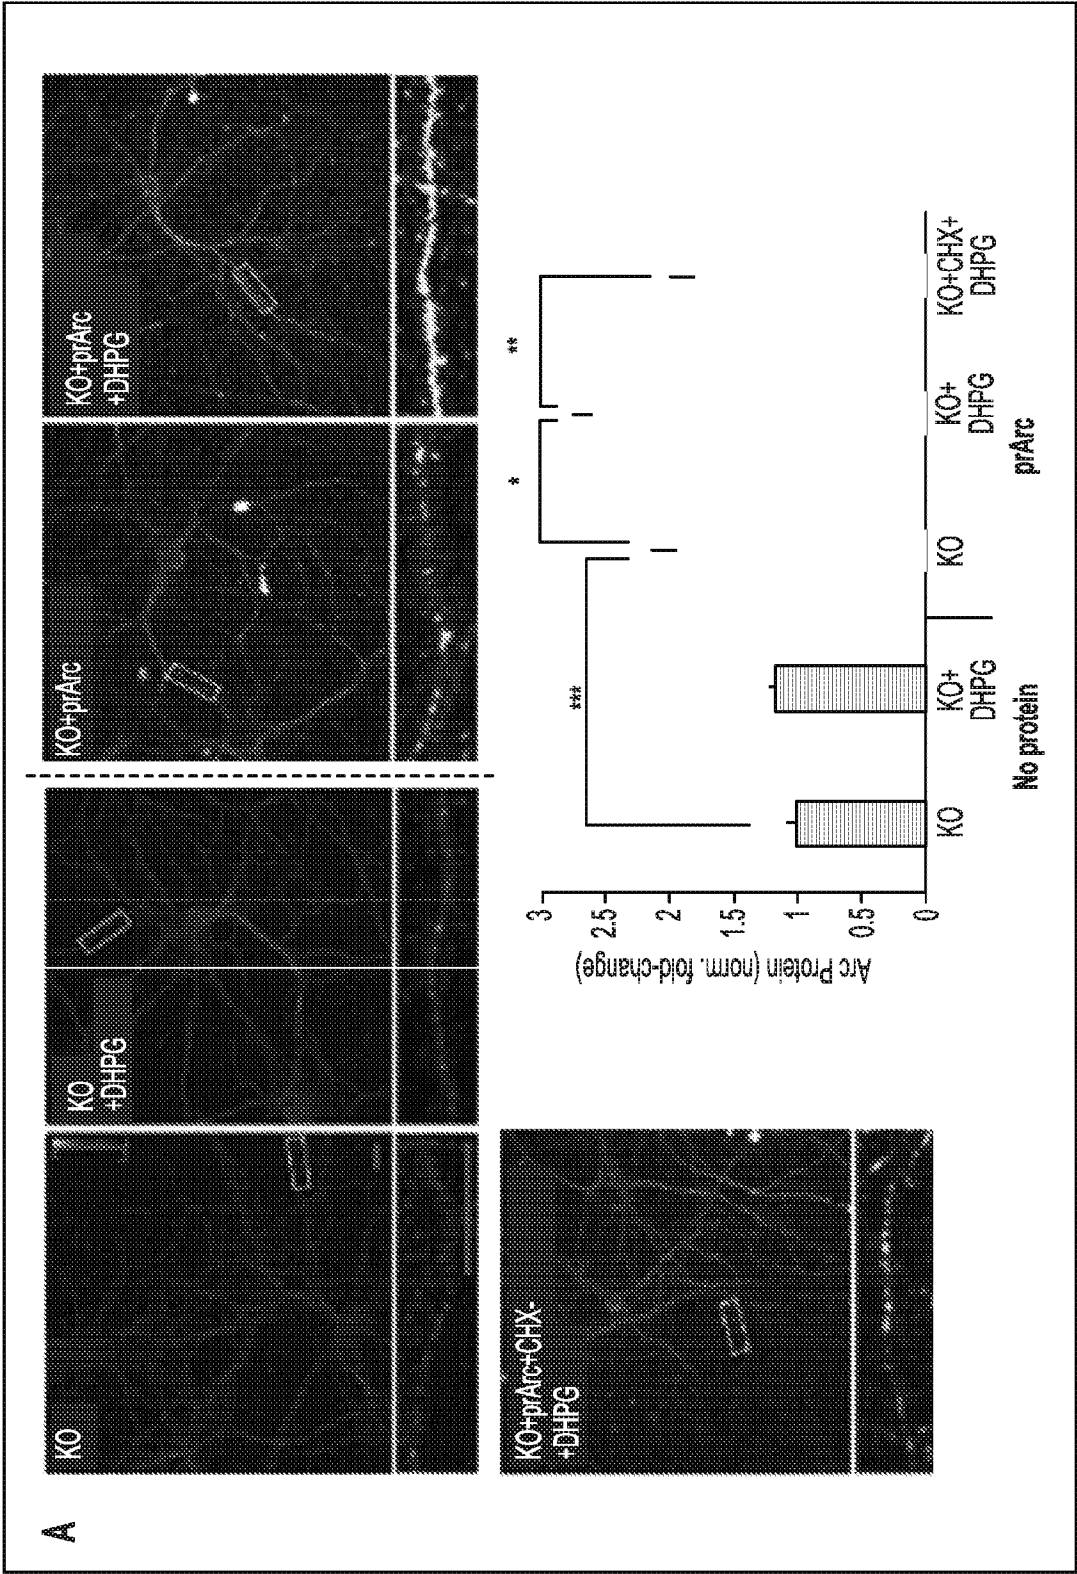 A
KO
KO
+DHPG
KO+prArc
KO+prArc
+DHPG
KO+prArc+CHX-
+DHPG
Arc Protein (norm. fold-change)
3
2.5
2
1.5
1
0.5
0
***
*
**
KO
KO+
DHPG
KO
KO+
DHPG
KO+CHX+
DHPG
No protein
prArc